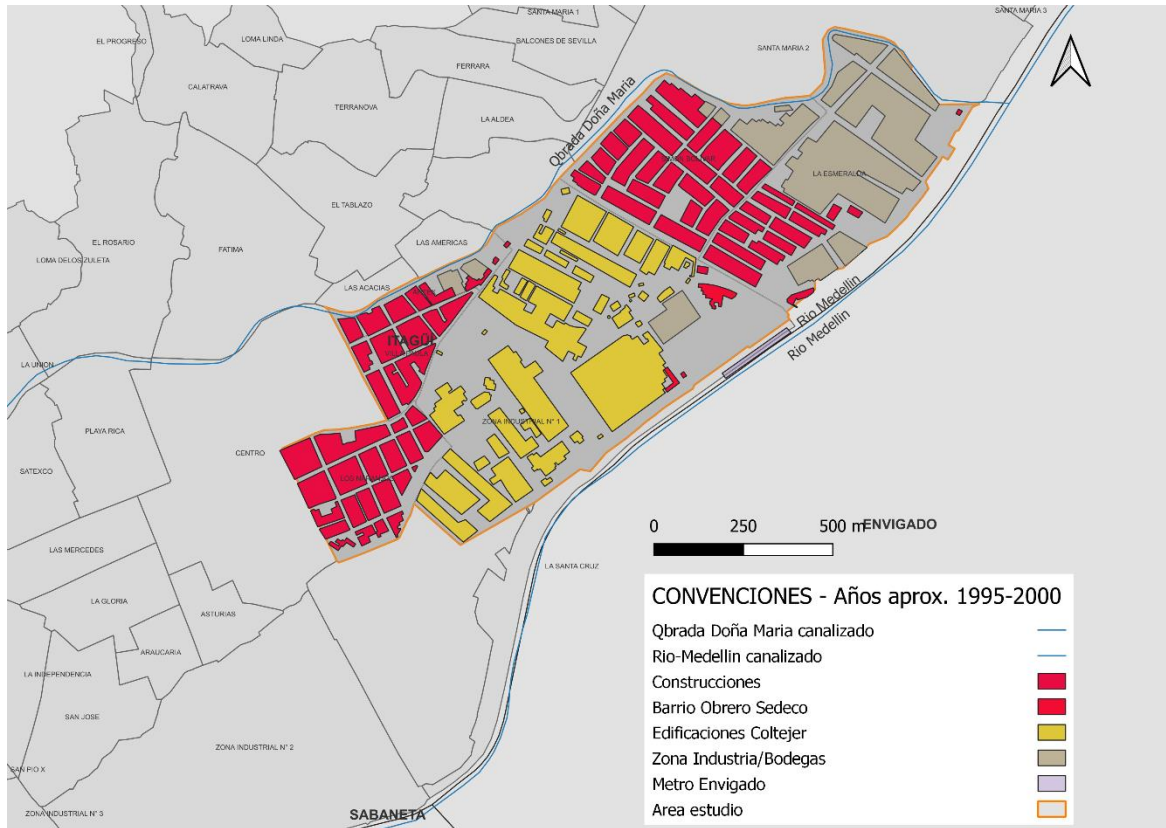 SANTA MARIA 1
SANTA MARIA 3
LOMA LINDA
EL PROGRESO
BALCONES DE SEVILLA
SANTA MARIA 2
FERRARA
CALATRAVA
TERRANOVA
LA ALDEA
Qbrada Doña Maria
LA ESMERALDA
EL TABLAZO
EL ROSARIO
FATIMA
LAS AMERICAS
LOMA DELOS ZULETA
LAS ACACIAS
Rio Medellin
Rio Medellin
ITAGÜÍ
LA UNION
ZONA INDUSTRIAL N° 1
PLAYA RICA
CENTRO
SATEXCO
LOS NARANJOS
0 250 500 m
ENVIGADO
LAS MERCEDES
LA SANTA CRUZ
LA GLORIA
ASTURIAS
ARAUCARIA
LA INDEPENDENCIA
SAN JOSE
ZONA INDUSTRIAL N° 2
SAN PIO X
ZONA INDUSTRIAL N° 3
SABANETA
CONVENCIONES - Años aprox. 1995-2000
Qbrada Doña Maria canalizado
Rio-Medellin canalizado
Construcciones
Barrio Obrero Sedeco
Edificaciones Coltejer
Zona Industria/Bodegas
Metro Envigado
Area estudio